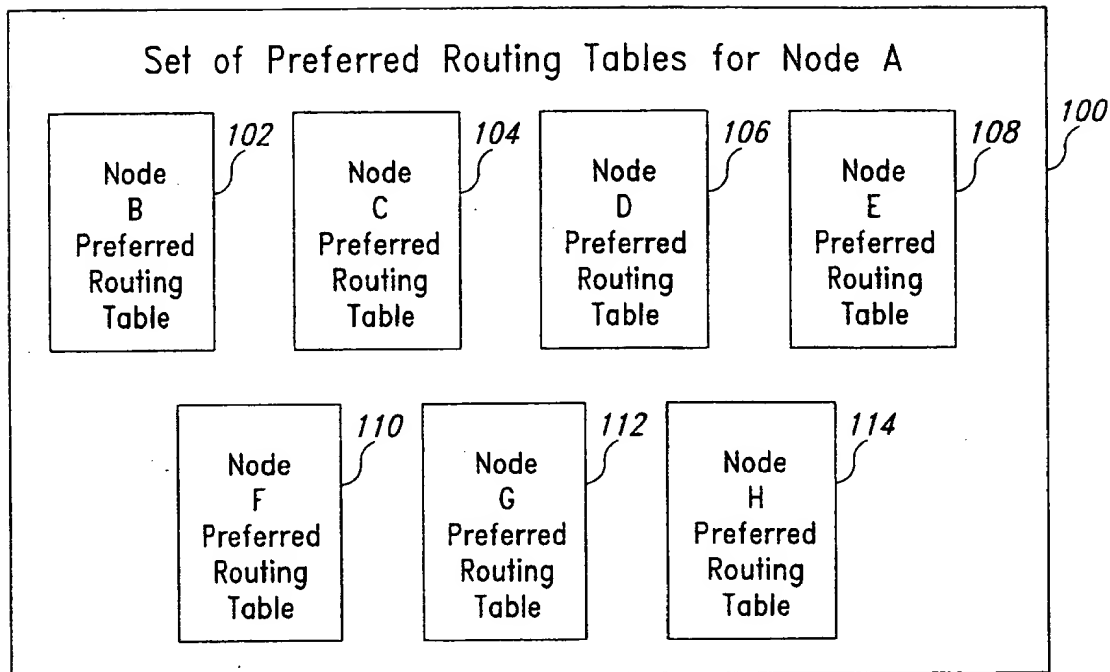 Set of Preferred Routing Tables for Node A
100
102
Node
B
Preferred
Routing
Table
104
Node
C
Preferred
Routing
Table
106
Node
D
Preferred
Routing
Table
108
Node
E
Preferred
Routing
Table
110
Node
F
Preferred
Routing
Table
112
Node
G
Preferred
Routing
Table
114
Node
H
Preferred
Routing
Table